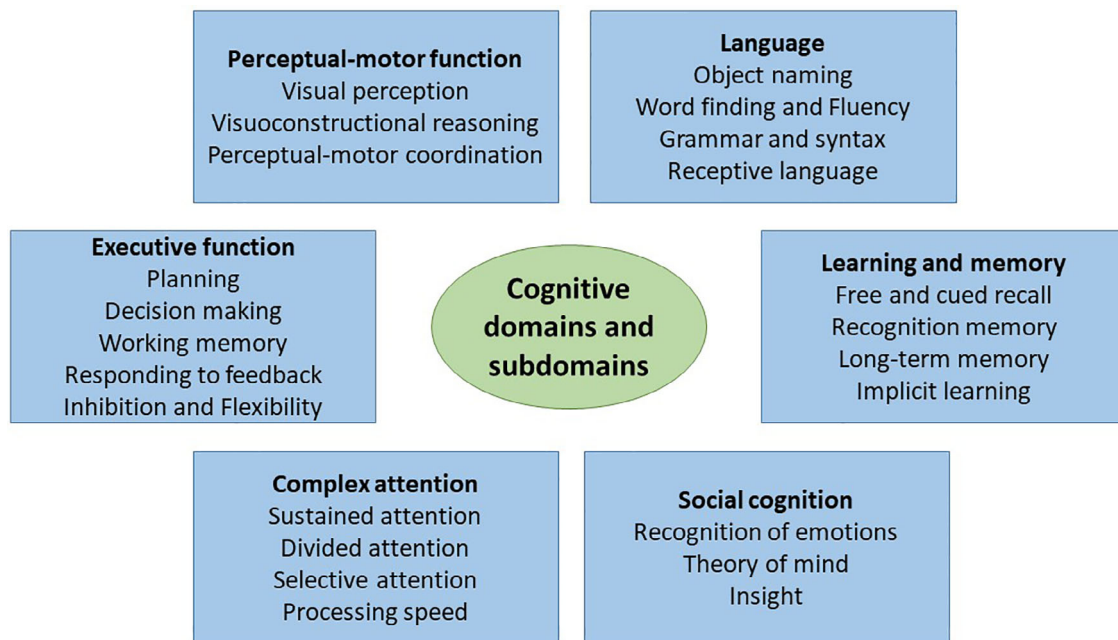 Perceptual-motor function
Visual perception
Visuoconstructional reasoning
Perceptual-motor coordination
Language
Object naming
Word finding and Fluency
Grammar and syntax
Receptive language
Executive function
Planning
Decision making
Working memory
Responding to feedback
Inhibition and Flexibility
Cognitive
domains and
subdomains
Learning and memory
Free and cued recall
Recognition memory
Long-term memory
Implicit learning
Complex attention
Sustained attention
Divided attention
Selective attention
Processing speed
Social cognition
Recognition of emotions
Theory of mind
Insight